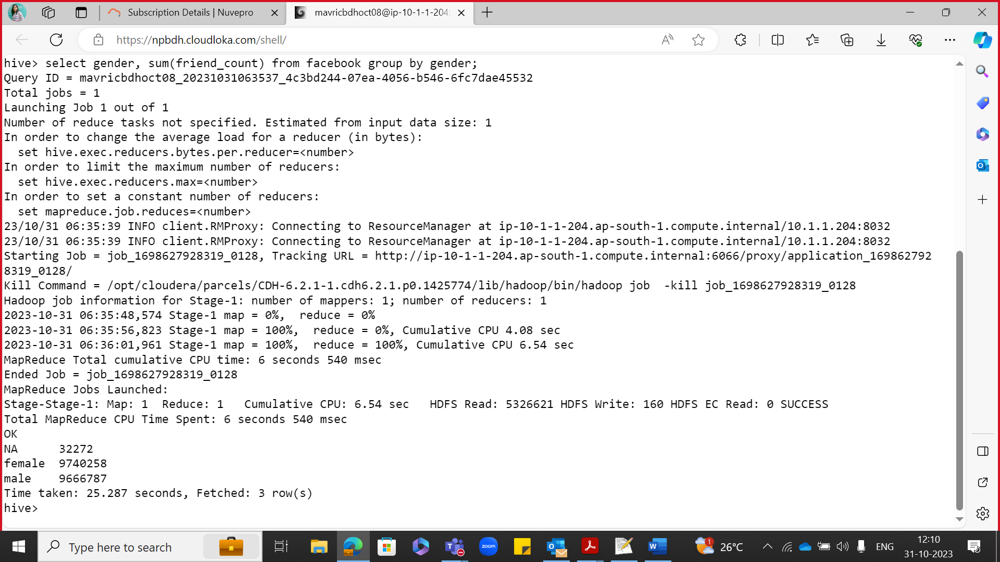 Subscription Details | Nuvepro
mavricbdhoct08@ip-10-1-1-204
https://npbdh.cloudloka.com/shell/
hive> select gender, sum(friend_count) from facebook group by gender;
Query ID = mavricbdhoct08_20231031063537_4c3bd244-07ea-4056-b546-6fc7dae45532
Total jobs = 1
Launching Job 1 out of 1
Number of reduce tasks not specified. Estimated from input data size: 1
In order to change the average load for a reducer (in bytes):
  set hive.exec.reducers.bytes.per.reducer=<number>
In order to limit the maximum number of reducers:
  set hive.exec.reducers.max=<number>
In order to set a constant number of reducers:
  set mapreduce.job.reduces=<number>
23/10/31 06:35:39 INFO client.RMProxy: Connecting to ResourceManager at ip-10-1-1-204.ap-south-1.compute.internal/10.1.1.204:8032
23/10/31 06:35:39 INFO client.RMProxy: Connecting to ResourceManager at ip-10-1-1-204.ap-south-1.compute.internal/10.1.1.204:8032
Starting Job = job_1698627928319_0128, Tracking URL = http://ip-10-1-1-204.ap-south-1.compute.internal:6066/proxy/application_169862792
8319_0128/
Kill Command = /opt/cloudera/parcels/CDH-6.2.1-1.cdh6.2.1.p0.1425774/lib/hadoop/bin/hadoop job  -kill job_1698627928319_0128
Hadoop job information for Stage-1: number of mappers: 1; number of reducers: 1
2023-10-31 06:35:48,574 Stage-1 map = 0%,  reduce = 0%
2023-10-31 06:35:56,823 Stage-1 map = 100%,  reduce = 0%, Cumulative CPU 4.08 sec
2023-10-31 06:36:01,961 Stage-1 map = 100%,  reduce = 100%, Cumulative CPU 6.54 sec
MapReduce Total cumulative CPU time: 6 seconds 540 msec
Ended Job = job_1698627928319_0128
MapReduce Jobs Launched:
Stage-Stage-1: Map: 1  Reduce: 1   Cumulative CPU: 6.54 sec   HDFS Read: 5326621 HDFS Write: 160 HDFS EC Read: 0 SUCCESS
Total MapReduce CPU Time Spent: 6 seconds 540 msec
OK
NA      32272
female  9740258
male    9666787
Time taken: 25.287 seconds, Fetched: 3 row(s)
hive>
Type here to search
zoom
1
26°C
ENG
12:10
31-10-2023